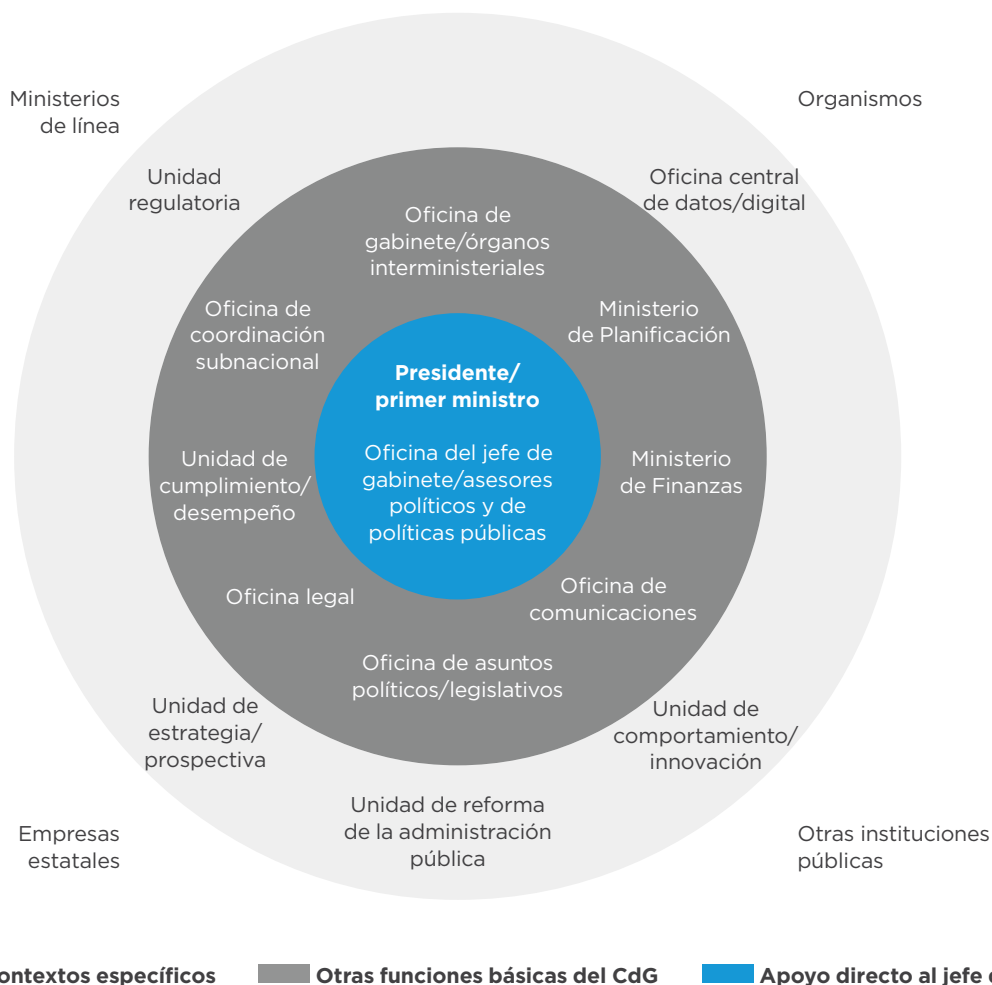 Ministerios
de línea
Organismos
Unidad
regulatoria
Oficina central
de datos/digital
Oficina de
gabinete/órganos
interministeriales
Oficina de
coordinación
subnacional
Ministerio
de Planificación
Presidente/
primer ministro
Oficina del jefe de
gabinete/asesores
políticos y de
políticas públicas
Unidad de
cumplimiento/
desempeño
Ministerio
de Finanzas
Oficina legal
Oficina de
comunicaciones
Oficina de asuntos
políticos/legislativos
Unidad de
estrategia/
prospectiva
Unidad de
comportamiento/
innovación
Unidad de reforma
de la administración
pública
Empresas
estatales
Otras instituciones
públicas
ontextos específicos
Otras funciones básicas del CdG
Apoyo directo al jefe